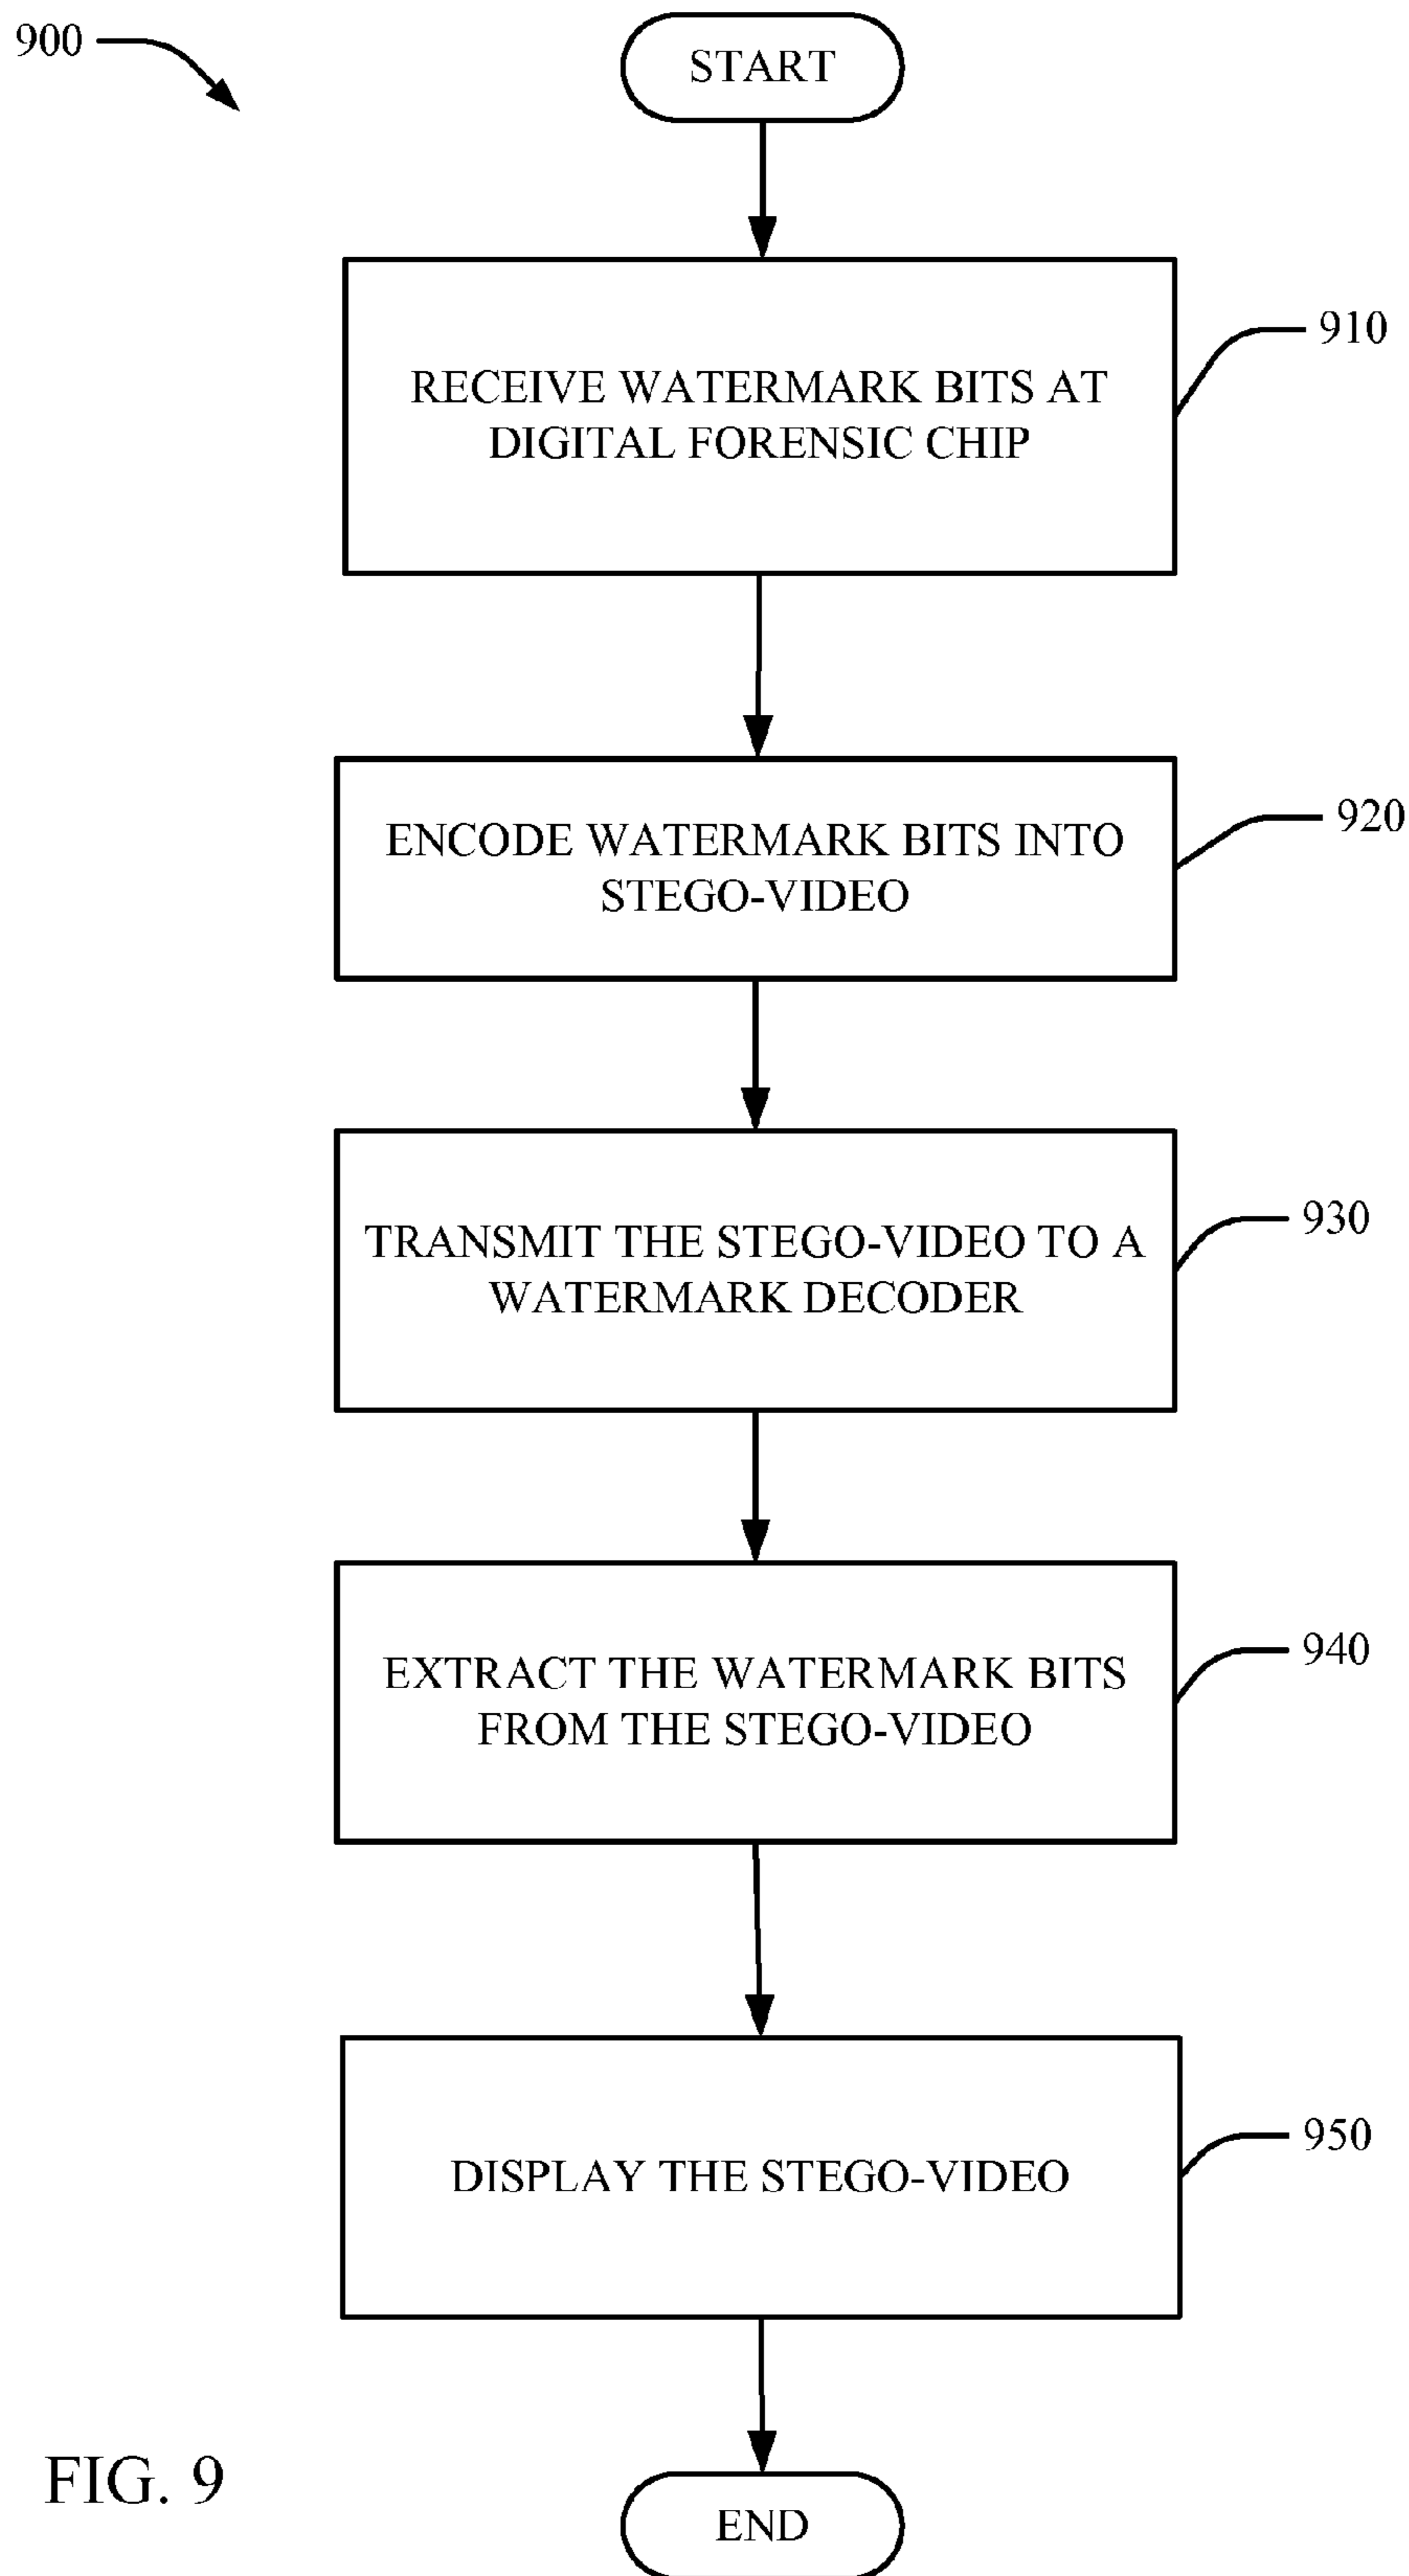 900
START
RECEIVE WATERMARK BITS AT
DIGITAL FORENSIC CHIP
910
ENCODE WATERMARK BITS INTO
STEGO-VIDEO
920
TRANSMIT THE STEGO-VIDEO TO A
WATERMARK DECODER
930
EXTRACT THE WATERMARK BITS
FROM THE STEGO-VIDEO
940
DISPLAY THE STEGO-VIDEO
950
END
FIG. 9